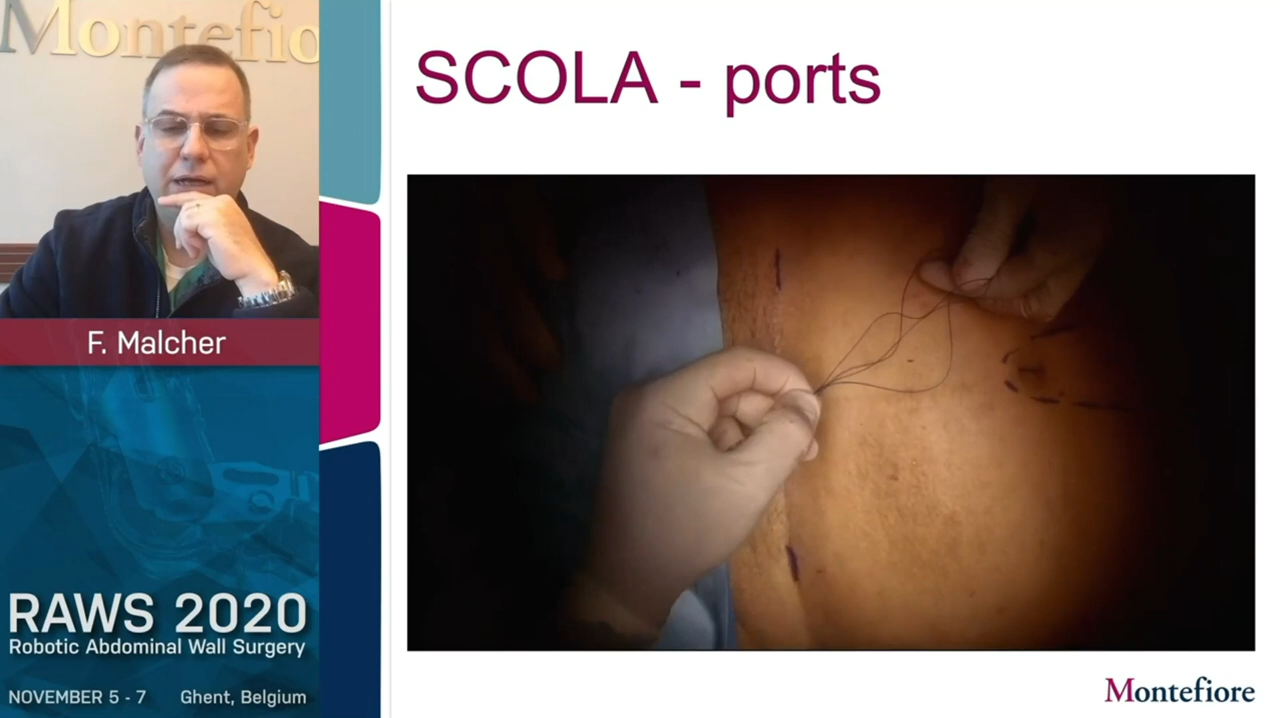 Montefio
SCOLA - ports
F. Malcher
RAWS 2020
Robotic Abdominal Wall Surgery
NOVEMBER 5 - 7 Ghent, Belgium
Montefiore